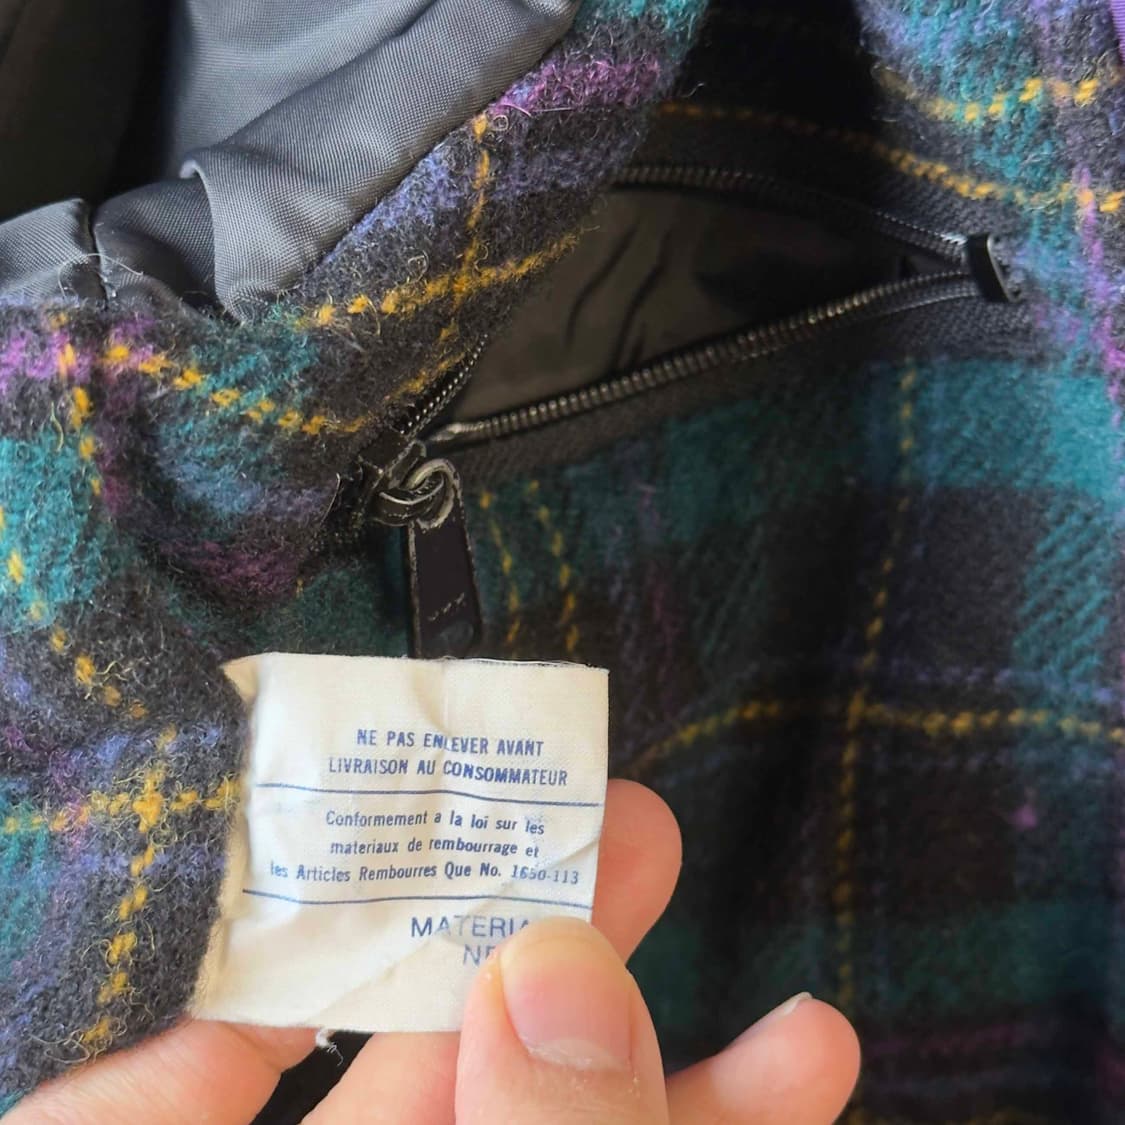 NE PAS ENLEVER AVANT
LIVRAISON AU CONSOMMATEUR
Conformement a la loi sur les
materiaux de rembourrage et
les Articles Rembourres Que No. 1650-113